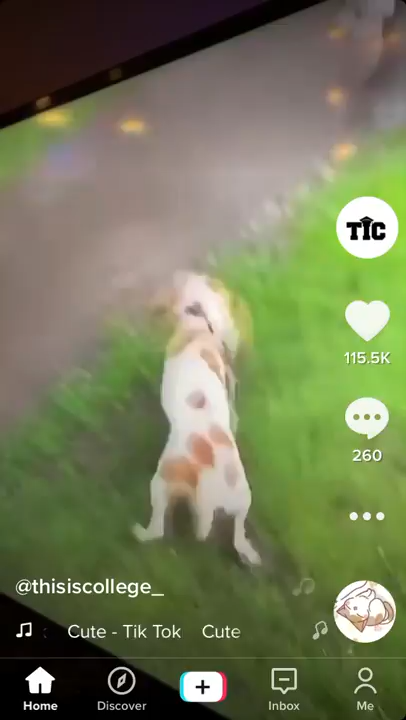 TIC
115.5K
260
@thisiscollege_
Cute - Tik Tok Cute
Home
Discover
Inbox
Me